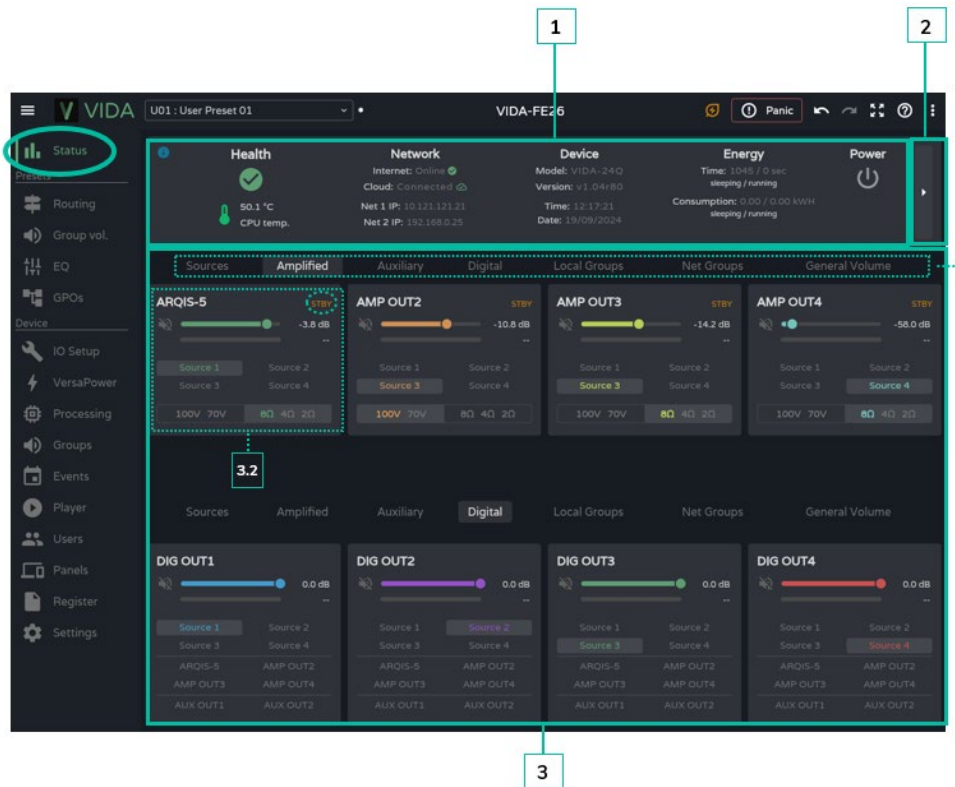 1
2
VIDA
U01 : User Preset 01
VIDA-FE26
Panic
Status
Presets
Routing
Group vol.
EQ
GPOs
Device
IO Setup
VersaPower
Processing
Groups
Events
Player
Users
Panels
Register
Settings
Health
50.1 °C
CPU temp.
Network
Internet: Online
Cloud: Connected
Net 1 IP: 10.121.121.21
Net 2 IP: 192.168.0.25
Device
Model: VIDA-24Q
Version: v1.04r80
Time: 12:17:21
Date: 19/09/2024
Energy
Time: 1045 / 0 sec
sleeping / running
Consumption: 0.00 / 0.00 kWH
sleeping / running
Power
Sources Amplified Auxiliary Digital Local Groups Net Groups General Volume
ARQIS-5 STBY
-3.8 dB
--
Source 1 Source 2
Source 3 Source 4
100V 70V 8Ω 4Ω 2Ω
AMP OUT2 STBY
-10.8 dB
--
Source 1 Source 2
Source 3 Source 4
100V 70V 8Ω 4Ω 2Ω
AMP OUT3 STBY
-14.2 dB
--
Source 1 Source 2
Source 3 Source 4
100V 70V 8Ω 4Ω 2Ω
AMP OUT4 STBY
-58.0 dB
--
Source 1 Source 2
Source 3 Source 4
100V 70V 8Ω 4Ω 2Ω
3.2
Sources Amplified Auxiliary Digital Local Groups Net Groups General Volume
DIG OUT1
0.0 dB
--
Source 1 Source 2
Source 3 Source 4
ARQIS-5 AMP OUT2
AMP OUT3 AMP OUT4
AUX OUT1 AUX OUT2
DIG OUT2
0.0 dB
--
Source 1 Source 2
Source 3 Source 4
ARQIS-5 AMP OUT2
AMP OUT3 AMP OUT4
AUX OUT1 AUX OUT2
DIG OUT3
0.0 dB
--
Source 1 Source 2
Source 3 Source 4
ARQIS-5 AMP OUT2
AMP OUT3 AMP OUT4
AUX OUT1 AUX OUT2
DIG OUT4
0.0 dB
--
Source 1 Source 2
Source 3 Source 4
ARQIS-5 AMP OUT2
AMP OUT3 AMP OUT4
AUX OUT1 AUX OUT2
3